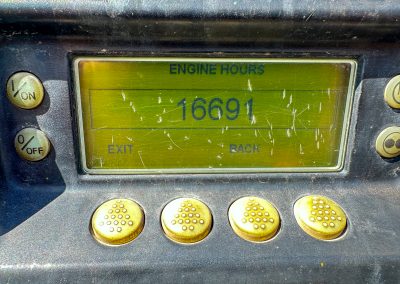 ENGINE HOURS
I/ON
16691
O/OFF
EXIT BACK